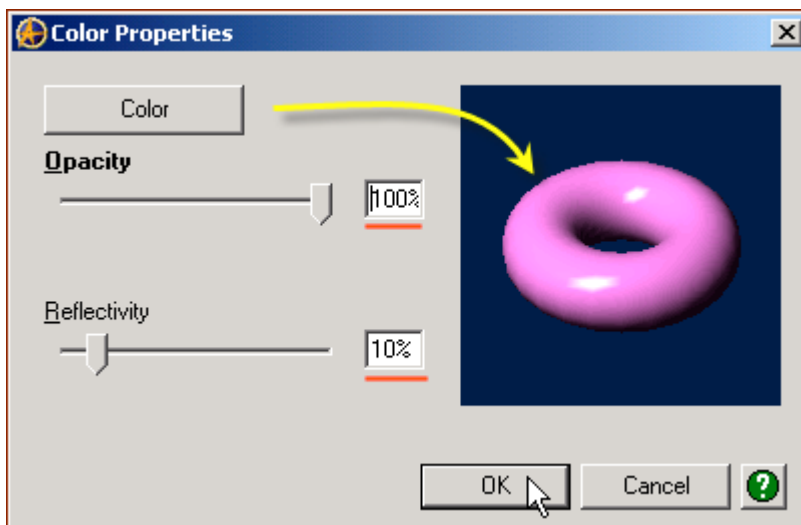 Color Properties
Color
Opacity
100%
Reflectivity
10%
OK
Cancel
?